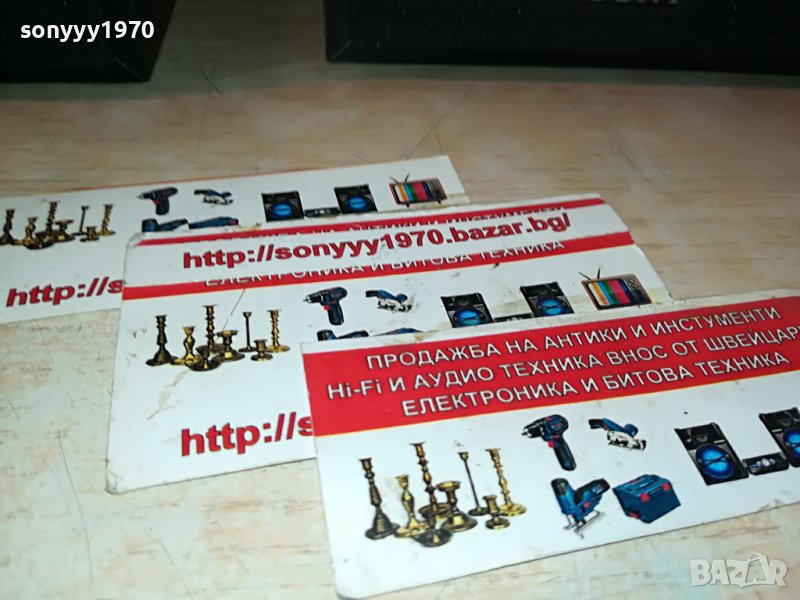 sonyyy1970
http://s
http://sonyyy1970.bazar.bg/
ЕЛЕКТРОНИКА И БИТОВА ТЕХНИКА
http://s
ПРОДАЖБА НА АНТИКИ И ИНСТУМЕНТИ
Hi-Fi И АУДИО ТЕХНИКА ВНОС ОТ ШВЕЙЦАР
ЕЛЕКТРОНИКА И БИТОВА ТЕХНИКА
BAZAR